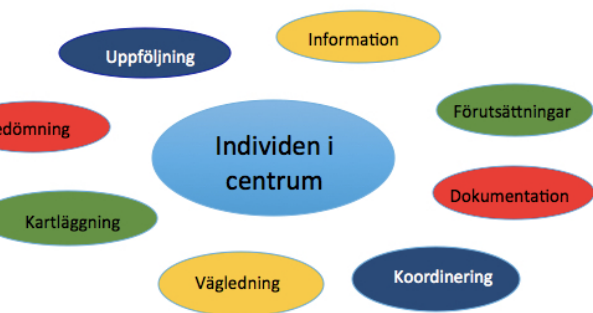 Information
Uppföljning
Förutsättningar
edömning
Individen i
centrum
Dokumentation
Kartläggning
Koordinering
Vägledning